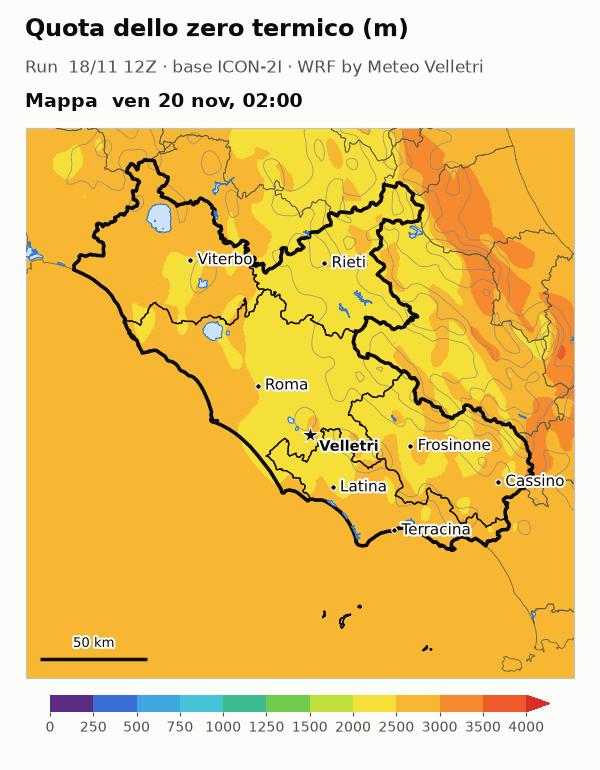 Quota dello zero termico (m)
Run  18/11 12Z · base ICON-2I · WRF by Meteo Velletri
Mappa  ven 20 nov, 02:00
Viterbo
Rieti
Roma
Velletri
Frosinone
Latina
Cassino
Terracina
50 km
0 250 500 750 1000 1250 1500 2000 2500 3000 3500 4000